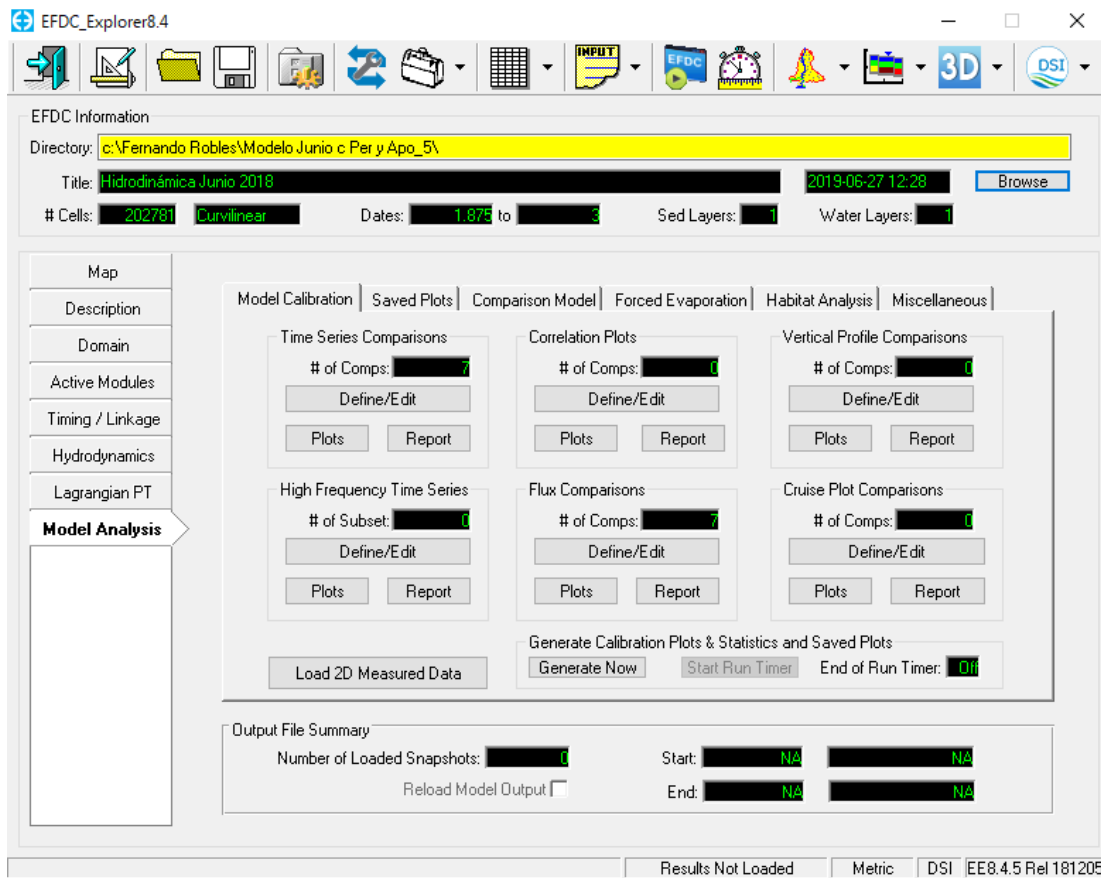 EFDC_Explorer8.4
INPUT
EFDC
3D
DSI
EFDC Information
Directory: c:\Fernando Robles\Modelo Junio c Per y Apo_5\
Title: Hidrodinámica Junio 2018 2019-06-27 12:28 Browse
# Cells: 202781 Curvilinear Dates: 1.875 to 3 Sed Layers: 1 Water Layers: 1
Map
Description
Domain
Active Modules
Timing / Linkage
Hydrodynamics
Lagrangian PT
Model Analysis
Model Calibration Saved Plots Comparison Model Forced Evaporation Habitat Analysis Miscellaneous
Time Series Comparisons
# of Comps: 7
Define/Edit
Plots Report
Correlation Plots
# of Comps: 0
Define/Edit
Plots Report
Vertical Profile Comparisons
# of Comps: 0
Define/Edit
Plots Report
High Frequency Time Series
# of Subset: 0
Define/Edit
Plots Report
Flux Comparisons
# of Comps: 7
Define/Edit
Plots Report
Cruise Plot Comparisons
# of Comps: 0
Define/Edit
Plots Report
Load 2D Measured Data
Generate Calibration Plots & Statistics and Saved Plots
Generate Now Start Run Timer End of Run Timer: Off
Output File Summary
Number of Loaded Snapshots: 0 Start: NA NA
Reload Model Output End: NA NA
Results Not Loaded Metric DSI EE8.4.5 Rel 181205